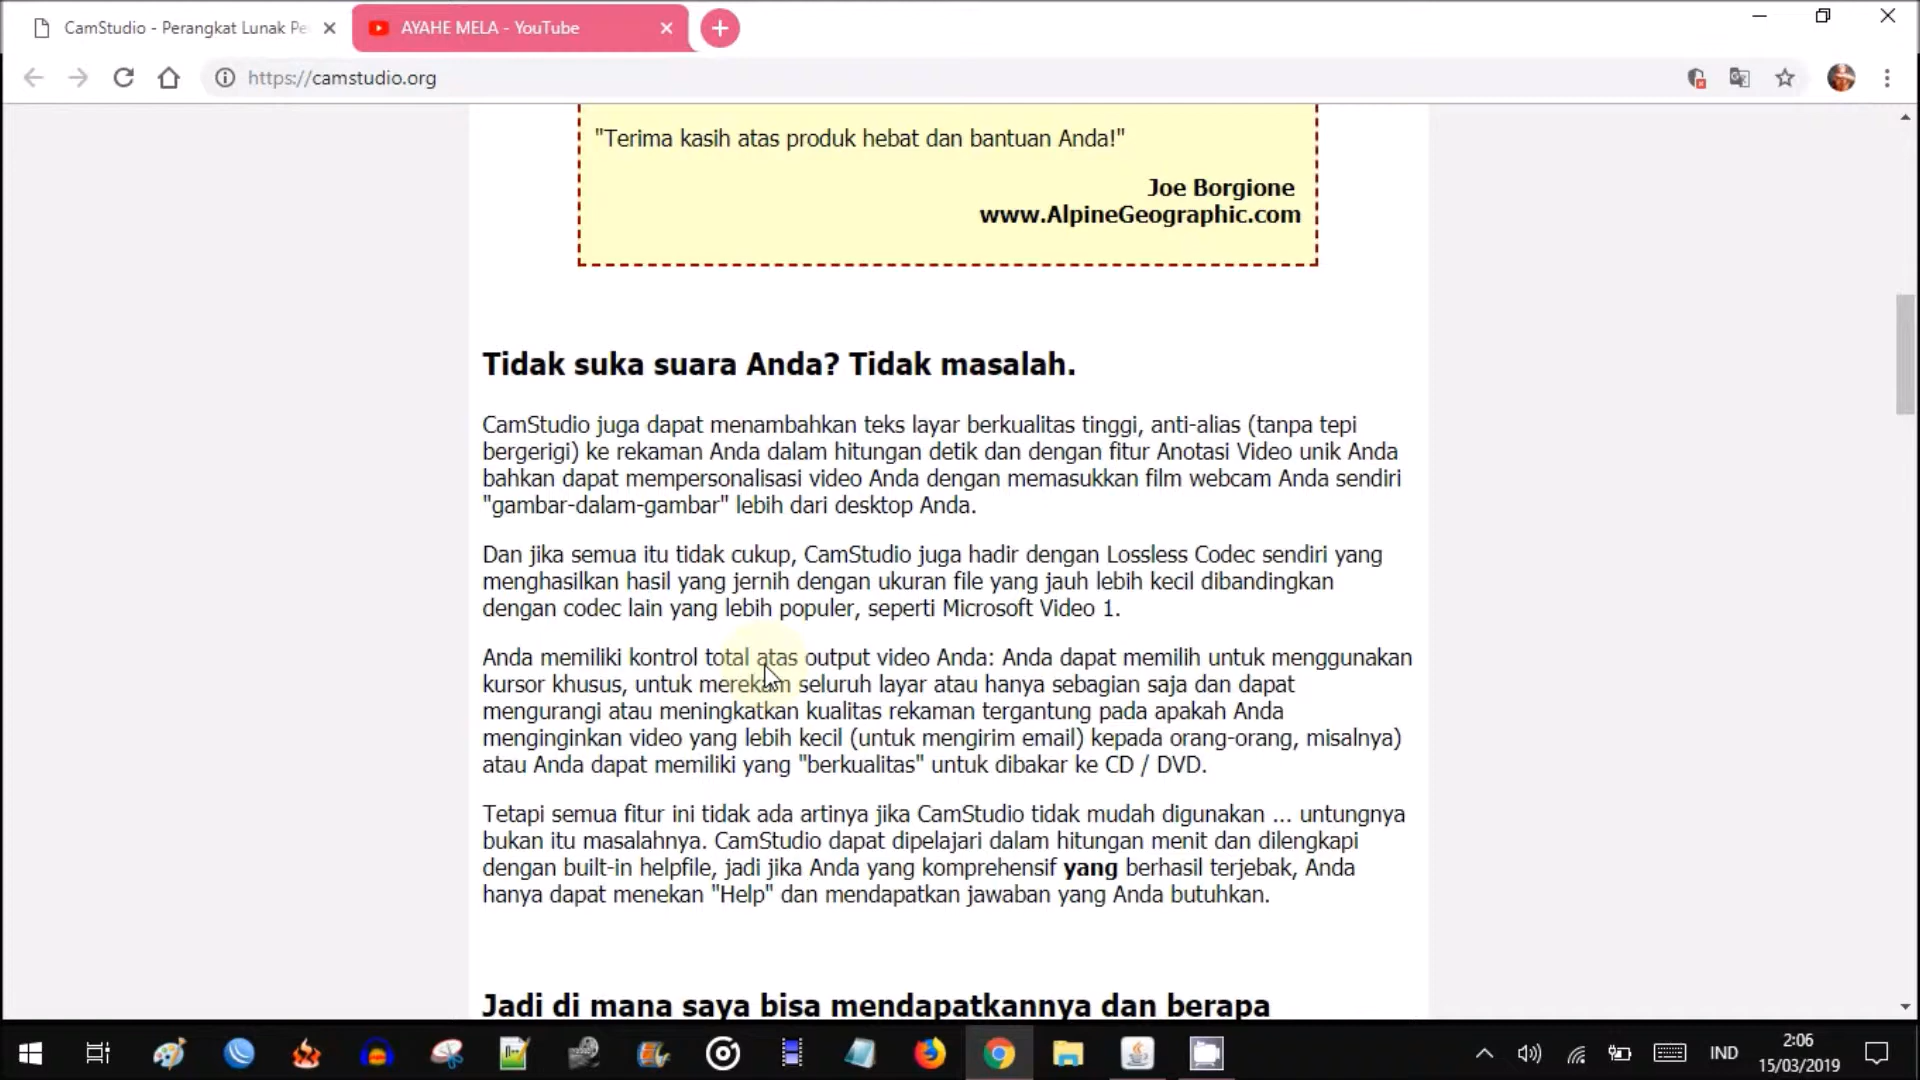 CamStudio - Perangkat Lunak Pe
AYAHE MELA - YouTube
https://camstudio.org
"Terima kasih atas produk hebat dan bantuan Anda!"
Joe Borgione
www.AlpineGeographic.com
Tidak suka suara Anda? Tidak masalah.
CamStudio juga dapat menambahkan teks layar berkualitas tinggi, anti-alias (tanpa tepi
bergerigi) ke rekaman Anda dalam hitungan detik dan dengan fitur Anotasi Video unik Anda
bahkan dapat mempersonalisasi video Anda dengan memasukkan film webcam Anda sendiri
"gambar-dalam-gambar" lebih dari desktop Anda.
Dan jika semua itu tidak cukup, CamStudio juga hadir dengan Lossless Codec sendiri yang
menghasilkan hasil yang jernih dengan ukuran file yang jauh lebih kecil dibandingkan
dengan codec lain yang lebih populer, seperti Microsoft Video 1.
Anda memiliki kontrol total atas output video Anda: Anda dapat memilih untuk menggunakan
kursor khusus, untuk merekam seluruh layar atau hanya sebagian saja dan dapat
mengurangi atau meningkatkan kualitas rekaman tergantung pada apakah Anda
menginginkan video yang lebih kecil (untuk mengirim email) kepada orang-orang, misalnya)
atau Anda dapat memiliki yang "berkualitas" untuk dibakar ke CD / DVD.
Tetapi semua fitur ini tidak ada artinya jika CamStudio tidak mudah digunakan ... untungnya
bukan itu masalahnya. CamStudio dapat dipelajari dalam hitungan menit dan dilengkapi
dengan built-in helpfile, jadi jika Anda yang komprehensif yang berhasil terjebak, Anda
hanya dapat menekan "Help" dan mendapatkan jawaban yang Anda butuhkan.
Jadi di mana saya bisa mendapatkannya dan berapa
IND
2:06
15/03/2019